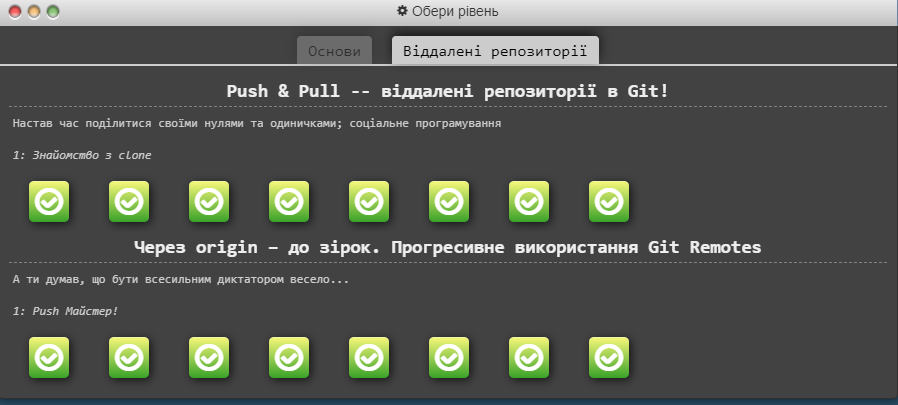 Обери рівень
Основи
Віддалені репозиторії
Push & Pull -- віддалені репозиторії в Git!
Настав час поділитися своїми нулями та одиничками; соціальне програмування
1: Знайомство з clone
Через origin – до зірок. Прогресивне використання Git Remotes
А ти думав, що бути всесильним диктатором весело...
1: Push Майстер!